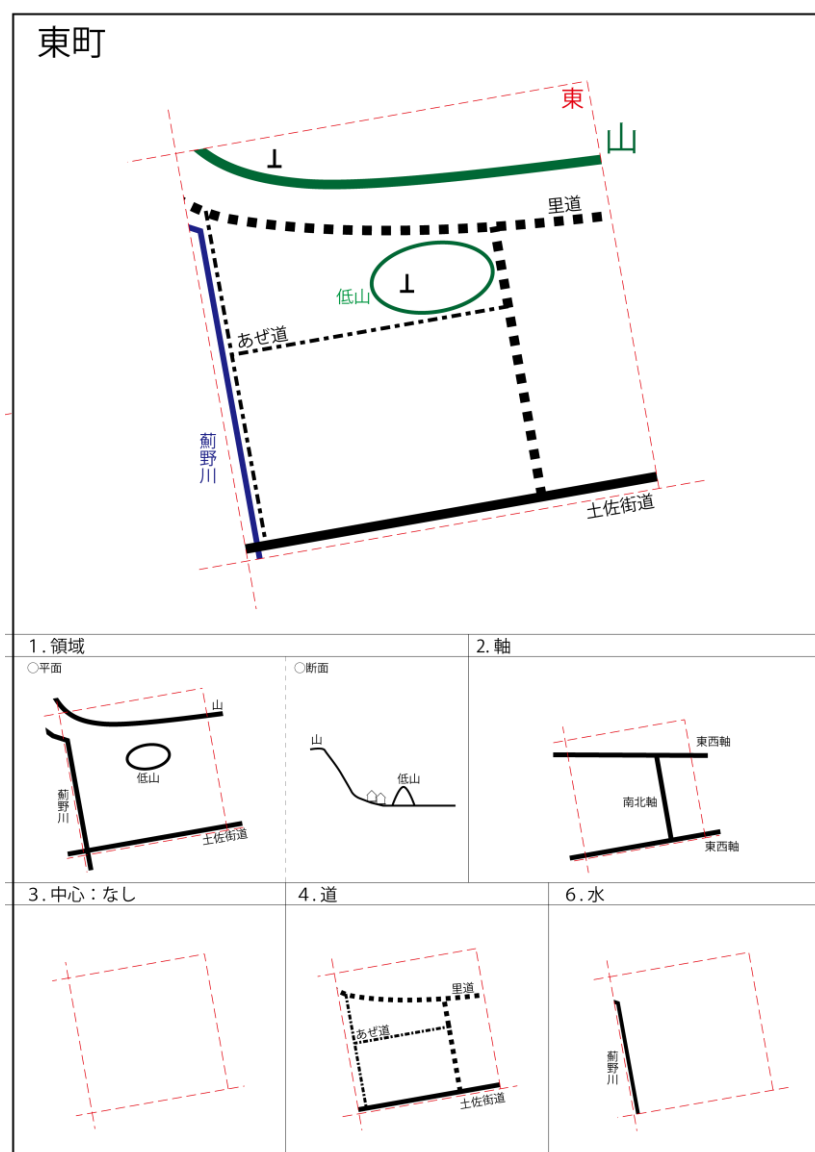 東町
東
山
里道
低山
あぜ道
薊野川
土佐街道
1.領域
2.軸
○平面
○断面
山
低山
薊野川
土佐街道
山
低山
東西軸
南北軸
東西軸
3.中心：なし
4.道
6.水
里道
あぜ道
土佐街道
薊野川